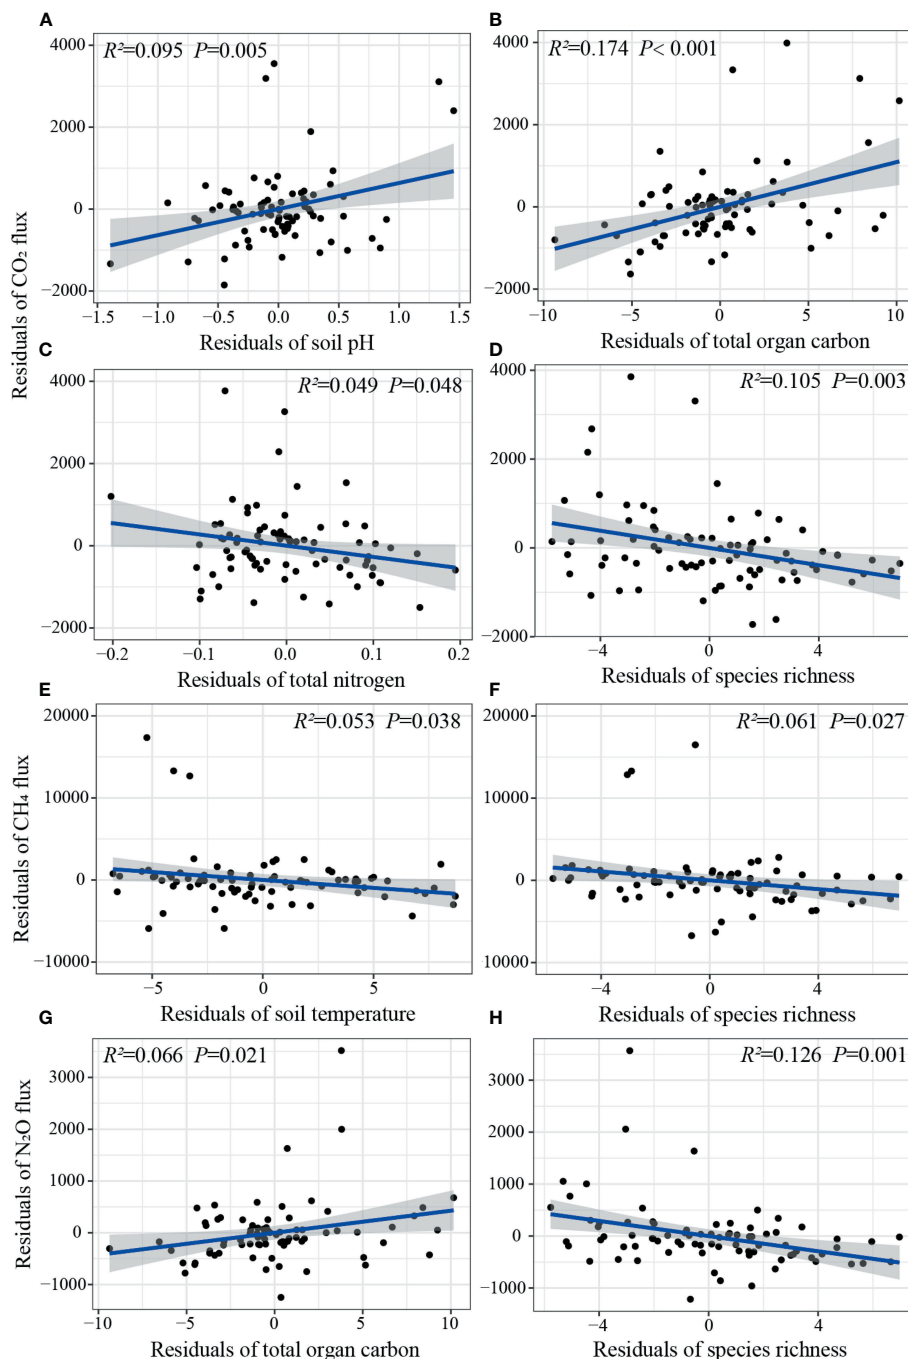 A
B
R²=0.095 P=0.005
R²=0.174 P< 0.001
4000
2000
0
−2000
4000
2000
0
−2000
−1.5 −1.0 −0.5 0.0 0.5 1.0 1.5
−10 −5 0 5 10
Residuals of soil pH
Residuals of total organ carbon
Residuals of CO₂ flux
C
D
R²=0.049 P=0.048
R²=0.105 P=0.003
4000
2000
0
−2000
4000
2000
0
−2000
−0.2 −0.1 0.0 0.1 0.2
−4 0 4
Residuals of total nitrogen
Residuals of species richness
E
F
R²=0.053 P=0.038
R²=0.061 P=0.027
20000
10000
0
−10000
20000
10000
0
10000
−5 0 5
−4 0 4
Residuals of CH₄ flux
Residuals of soil temperature
Residuals of species richness
G
H
R²=0.066 P=0.021
R²=0.126 P=0.001
3000
2000
1000
0
−1000
3000
2000
1000
0
−1000
−10 −5 0 5 10
−4 0 4
Residuals of N₂O flux
Residuals of total organ carbon
Residuals of species richness